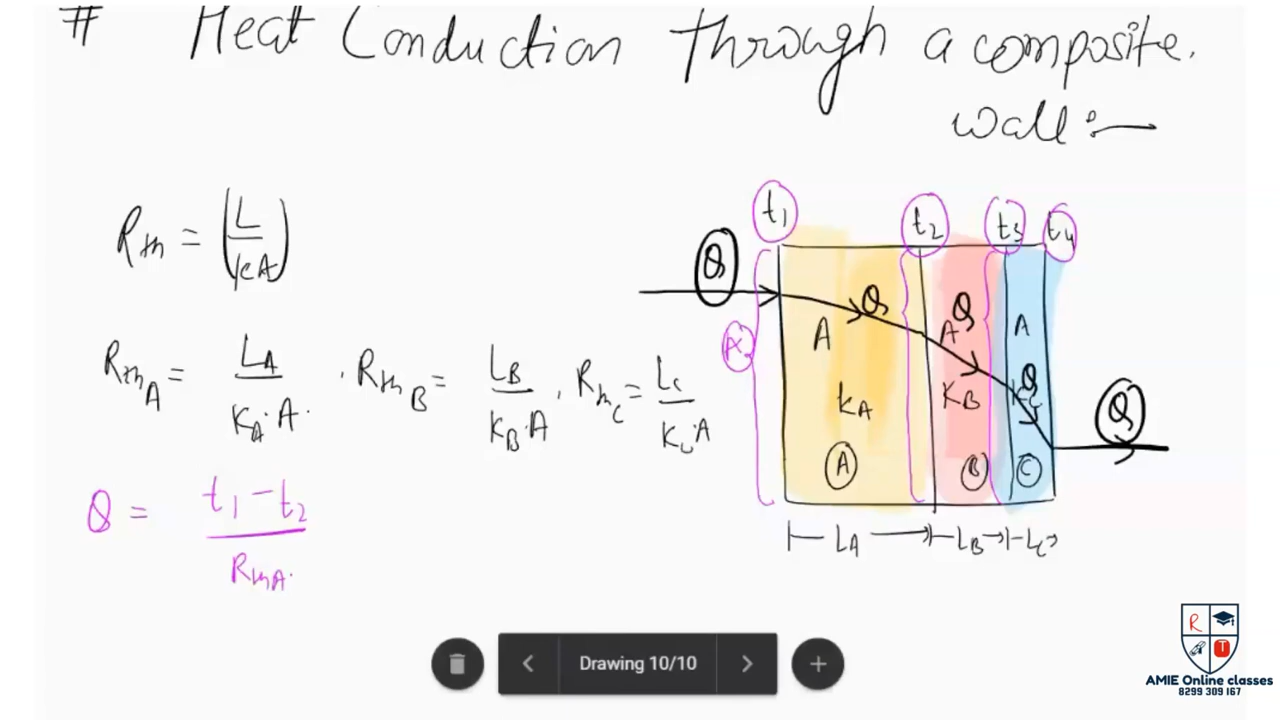 # Heat Conduction through a composite.
wall :—
Rth = (L/kA)
RthA = LA/KA·A. , RthB = LB/KB·A , RthC = LC/KC·A
Q = t1 - t2 / RthA.
t1 t2 t3 t4
Q
Q Q
A A A
Q
kA KB KC
Q
A B C
LA LB LC
Drawing 10/10
R T
AMIE Online classes
8299 309 167